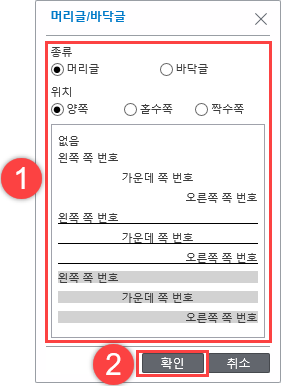 머리글/바닥글
종류
머리글 바닥글
위치
양쪽 홀수쪽 짝수쪽
없음
왼쪽 쪽 번호
가운데 쪽 번호
오른쪽 쪽 번호
왼쪽 쪽 번호
가운데 쪽 번호
오른쪽 쪽 번호
왼쪽 쪽 번호
가운데 쪽 번호
오른쪽 쪽 번호
1
2 확인 취소